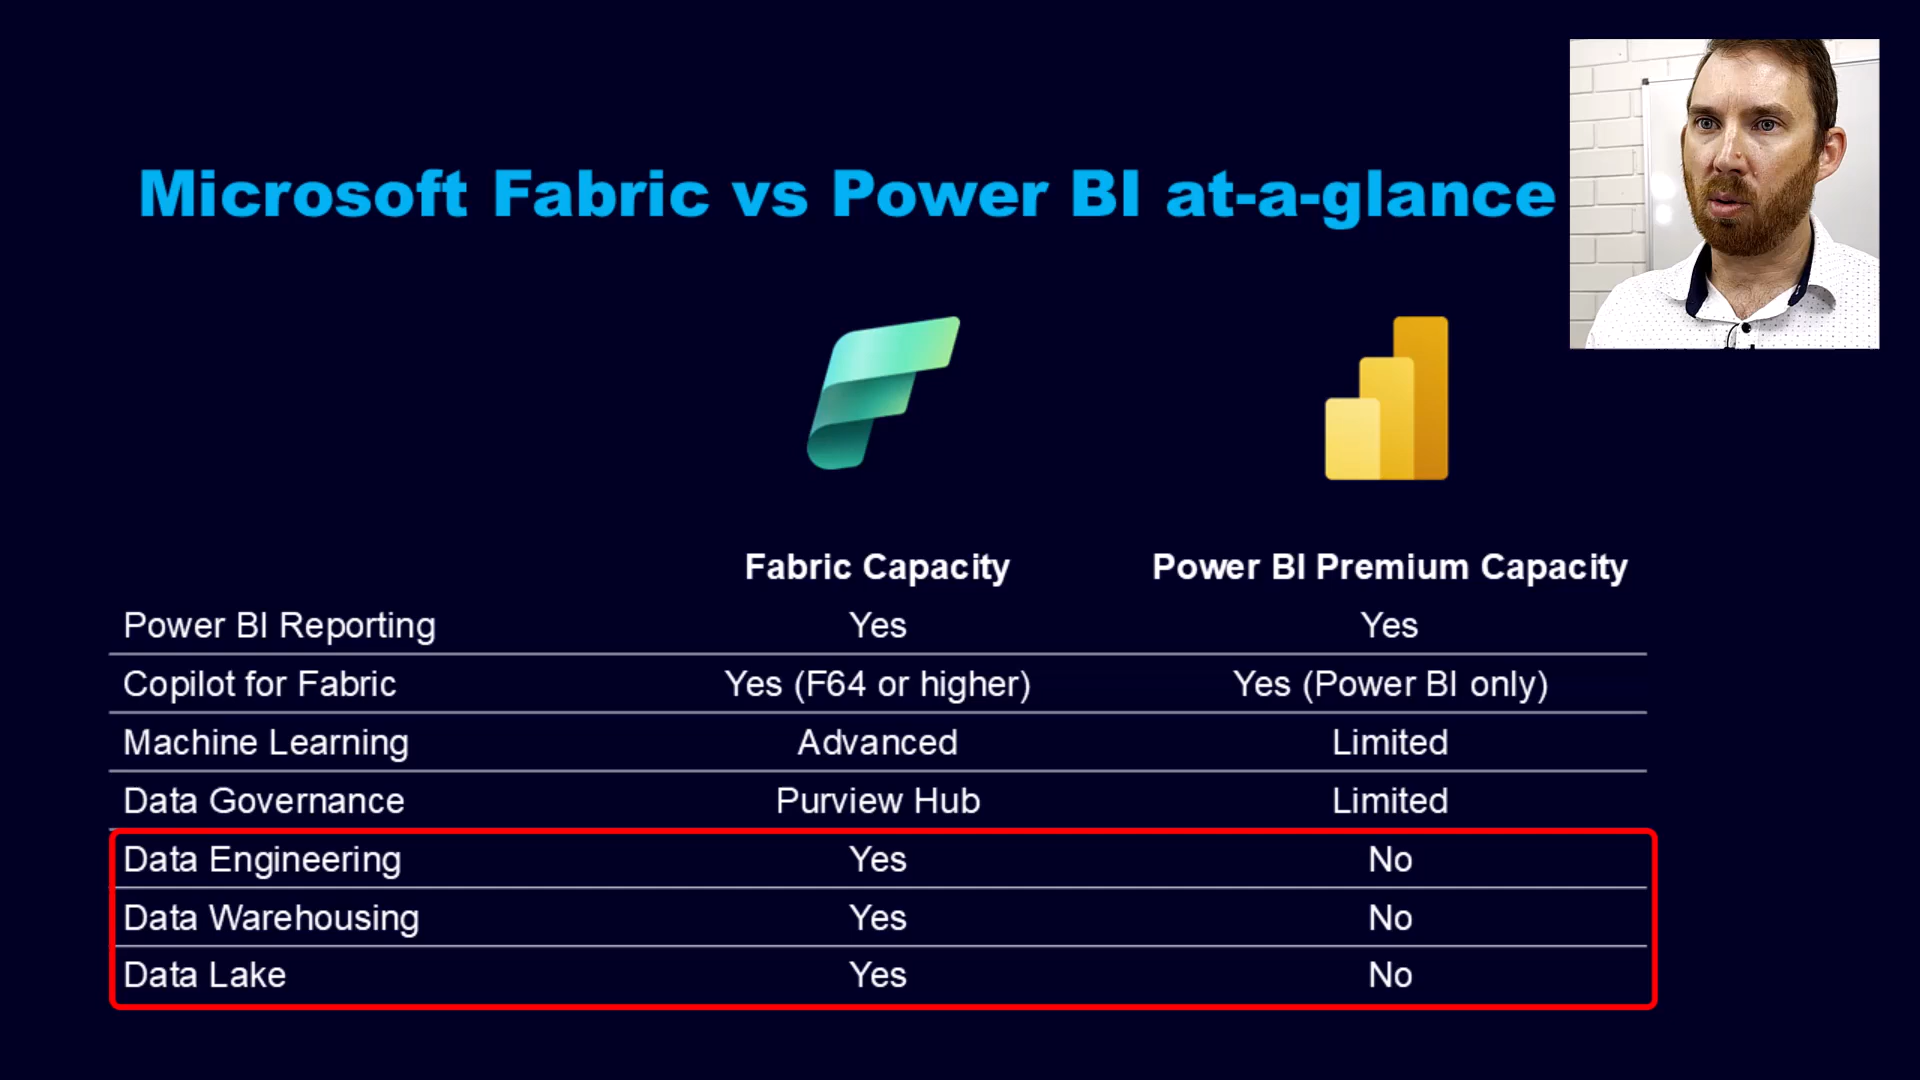 Microsoft Fabric vs Power BI at-a-glance
Fabric Capacity Power BI Premium Capacity
Power BI Reporting Yes Yes
Copilot for Fabric Yes (F64 or higher) Yes (Power BI only)
Machine Learning Advanced Limited
Data Governance Purview Hub Limited
Data Engineering Yes No
Data Warehousing Yes No
Data Lake Yes No